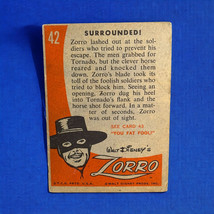 42
SURROUNDED!
Zorro lashed out at the sol-
diers who tried to prevent his
escape. The men grabbed for
Tornado, but the clever horse
reared and knocked them
down. Zorro's blade took its
toll of the foolish soldiers who
tried to block him. Seeing an
opening, Zorro dug his heel
into Tornado's flank and the
horse shot forward. In a
matter of seconds, Zorro
was out of sight.
SEE CARD 43
"YOU FAT FOOL!"
WALT DISNEY'S
ZORRO